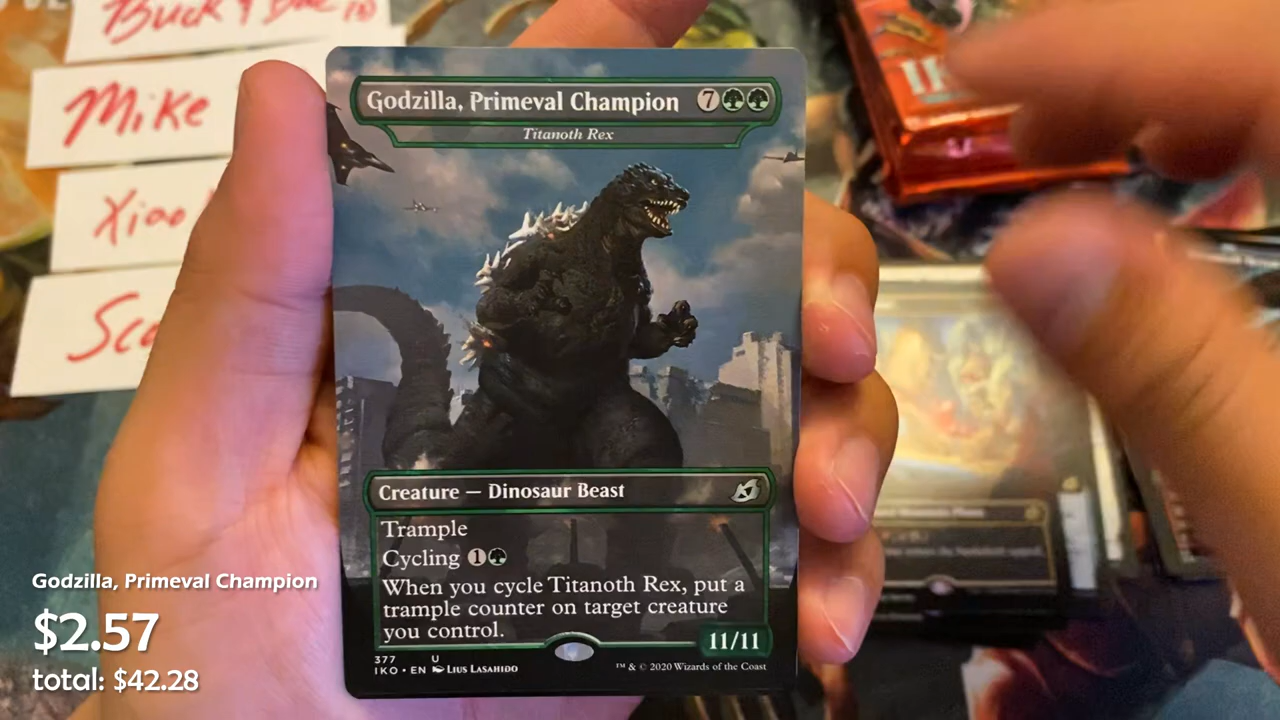 Buck y
Mike
Xiao
Godzilla, Primeval Champion 7
Titanoth Rex
Creature — Dinosaur Beast
Trample
Cycling 1
When you cycle Titanoth Rex, put a
trample counter on target creature
you control.
11/11
377 U
IKO • EN Lius Lasahido
™ & © 2020 Wizards of the Coast
Godzilla, Primeval Champion
$2.57
total: $42.28